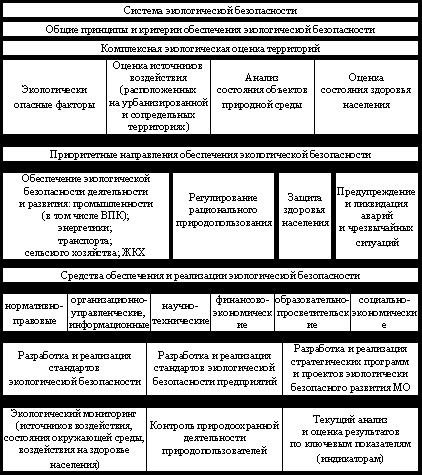 Система экологической безопасности
Общие принципы и критерии обеспечения экологической безопасности
Комплексная экологическая оценка территорий
Экологически
опасные факторы
Оценка источников
воздействия
(расположенных
на урбанизированной
и сопредельных
территориях)
Анализ
состояния объектов
природной среды
Оценка
состояния здоровья
населения
Приоритетные направления обеспечения экологической безопасности
Обеспечение экологической
безопасности деятельности
и развития: промышленности
(в том числе ВПК);
энергетики;
транспорта;
сельского хозяйства; ЖКХ
Регулирование
рационального
природопользования
Защита
здоровья
населения
Предупреждение
и ликвидация
аварий
и чрезвычайных
ситуаций
Средства обеспечения и реализации экологической безопасности
нормативно-
правовые
организационно-
управленческие,
информационные
научно-
технические
финансово-
экономические
образовательно-
просветительск
ие
социально-
экономически
е
Разработка и реализация
стандартов
экологической безопасности
Разработка и реализация
стандартов экологической
безопасности предприятий
Разработка и реализация
стратегических программ
и проектов экологически
безопасного развития МО
Экологический мониторинг
(источников воздействия,
состояния окружающей среды,
воздействия на здоровье
населения)
Контроль природоохранной
деятельности
природопользователей
Текущий анализ
и оценка результатов
по ключевым показателям
(индикаторам)